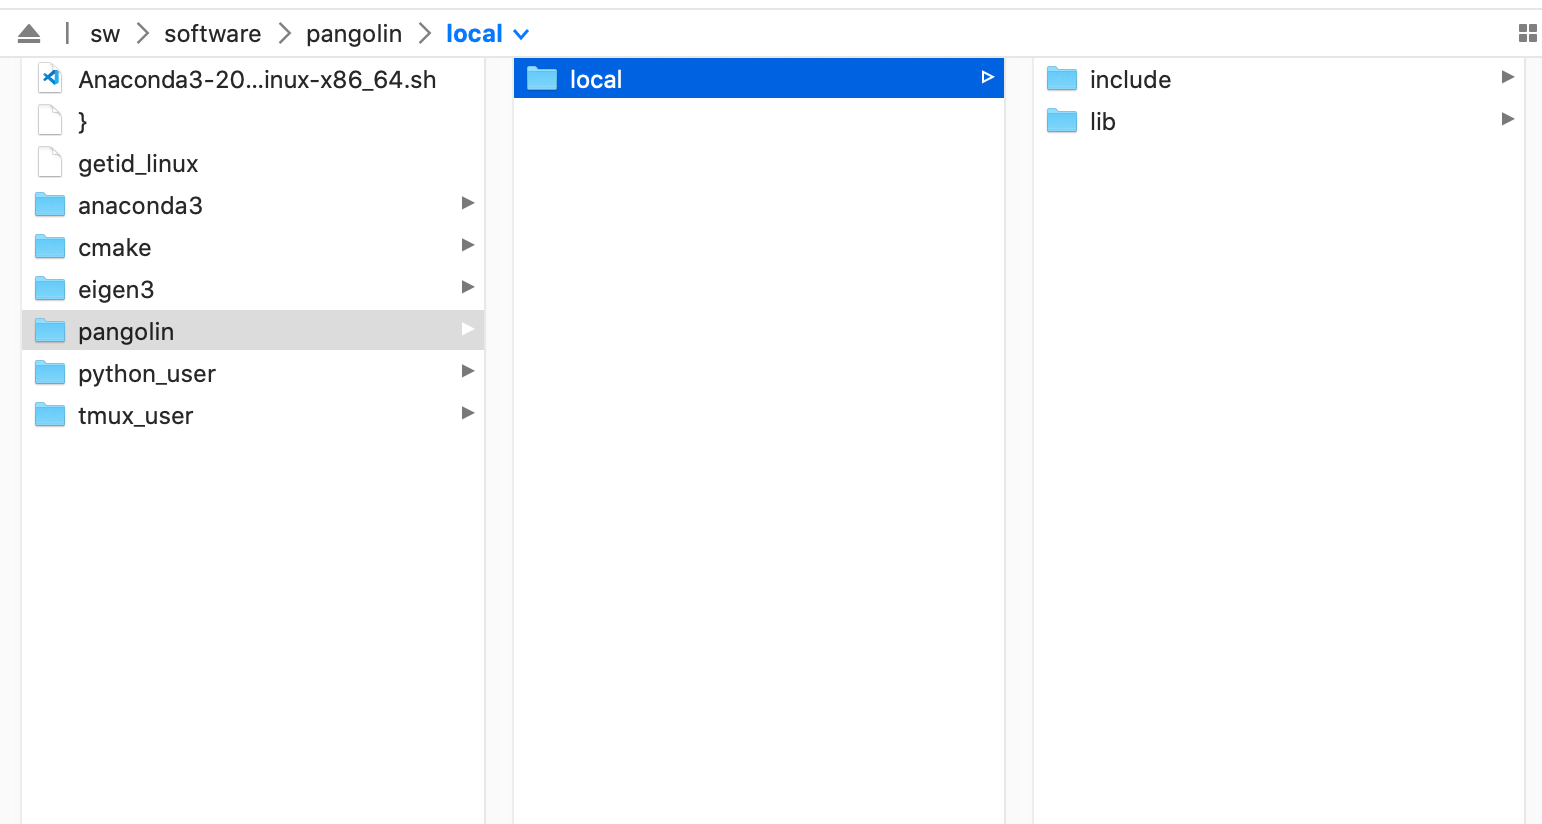 sw software pangolin local
Anaconda3-20...inux-x86_64.sh
}
getid_linux
anaconda3
cmake
eigen3
pangolin
python_user
tmux_user
local
include
lib